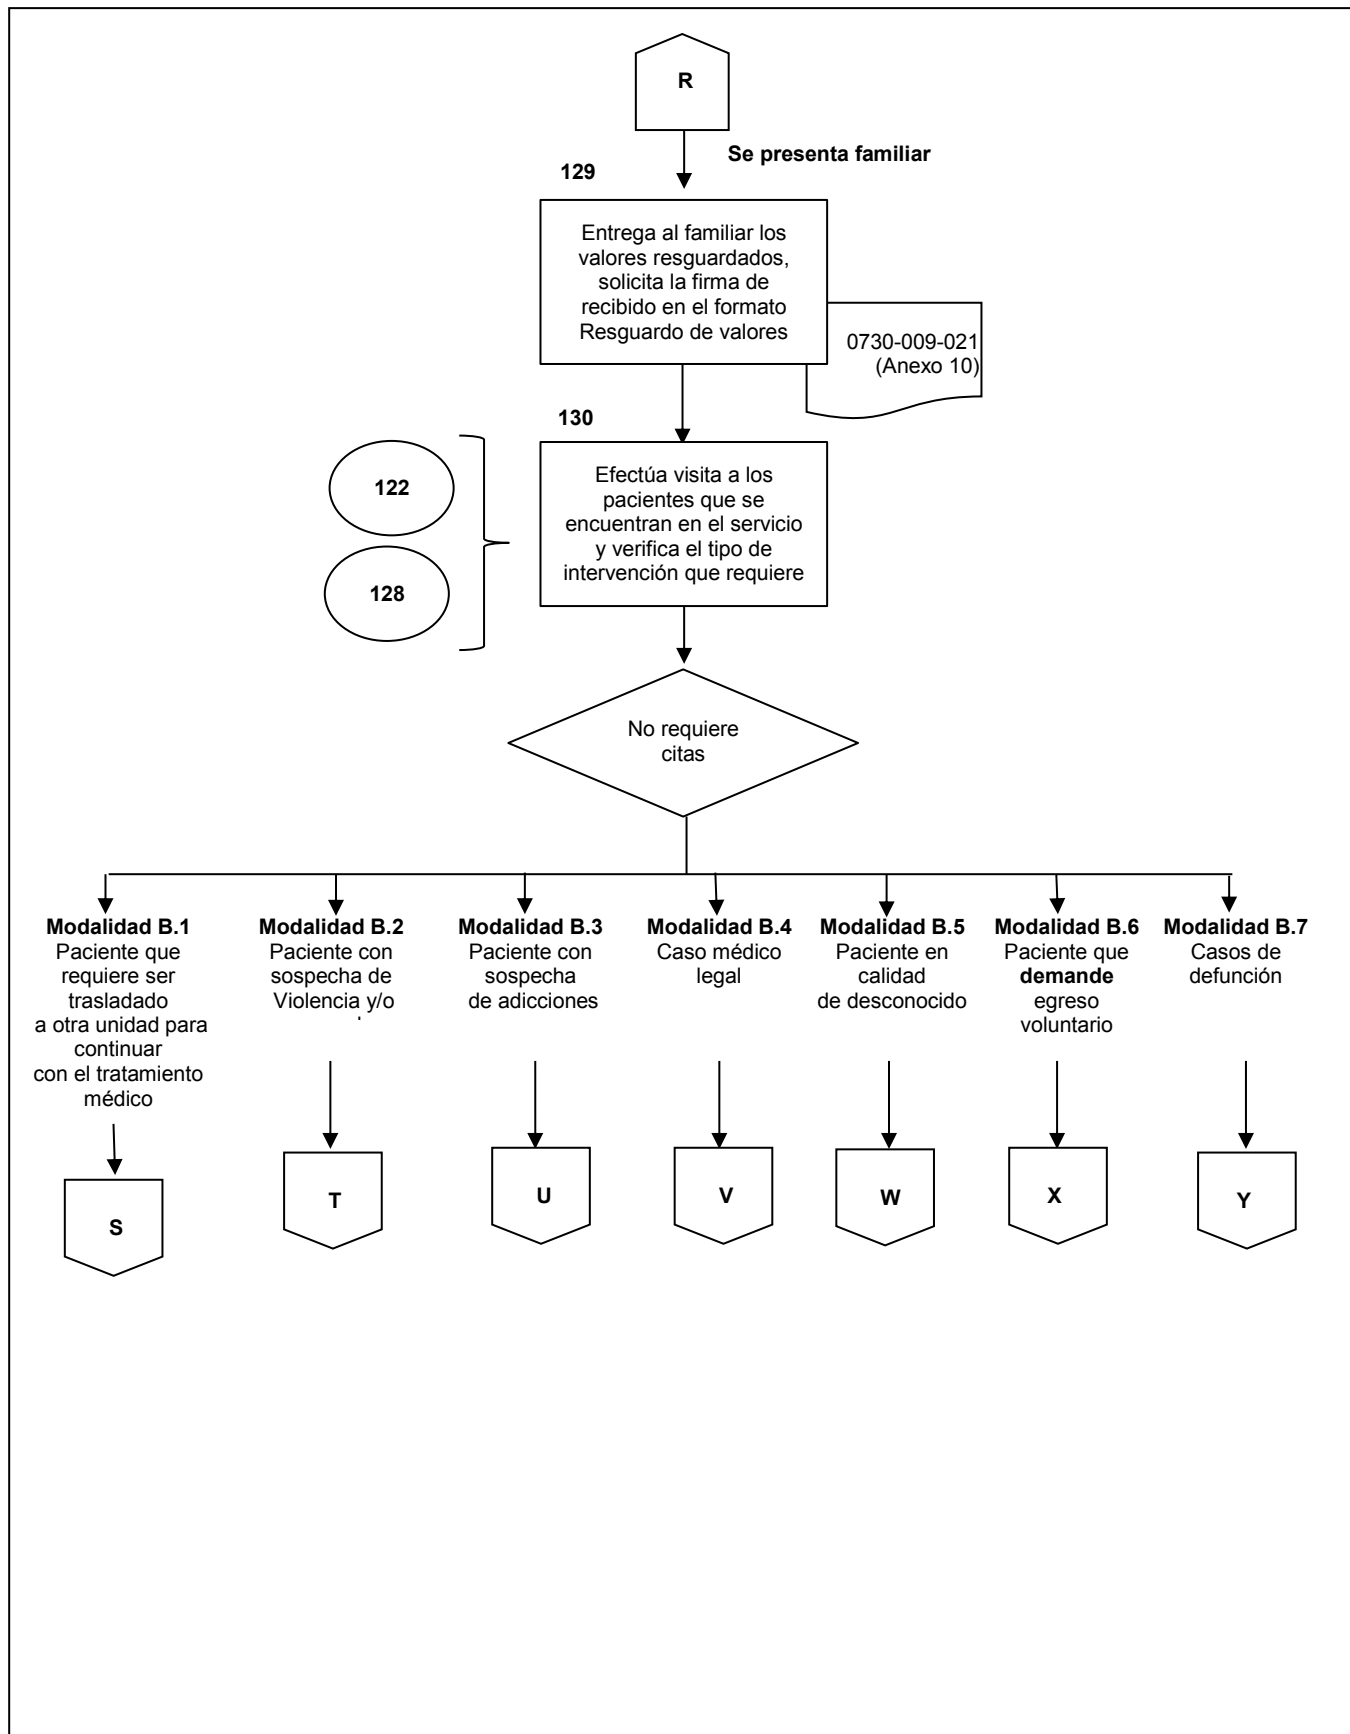 R
Se presenta familiar
129
Entrega al familiar los
valores resguardados,
solicita la firma de
recibido en el formato
Resguardo de valores
0730-009-021
(Anexo 10)
130
122
128
Efectúa visita a los
pacientes que se
encuentran en el servicio
y verifica el tipo de
intervención que requiere
No requiere
citas
Modalidad B.1
Paciente que
requiere ser
trasladado
a otra unidad para
continuar
con el tratamiento
médico
Modalidad B.2
Paciente con
sospecha de
Violencia y/o
Modalidad B.3
Paciente con
sospecha
de adicciones
Modalidad B.4
Caso médico
legal
Modalidad B.5
Paciente en
calidad
de desconocido
Modalidad B.6
Paciente que
demande
egreso
voluntario
Modalidad B.7
Casos de
defunción
S
T
U
V
W
X
Y